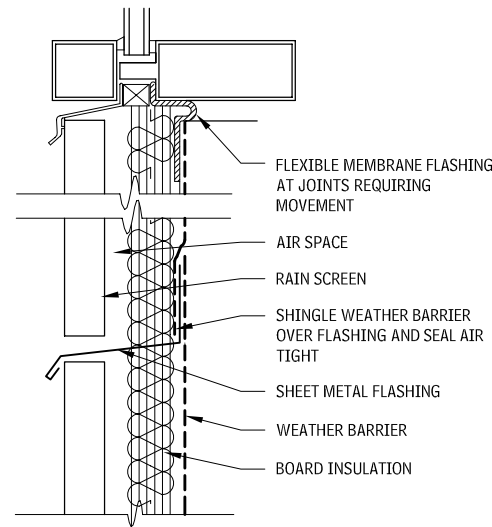 FLEXIBLE MEMBRANE FLASHING
AT JOINTS REQUIRING
MOVEMENT
AIR SPACE
RAIN SCREEN
SHINGLE WEATHER BARRIER
OVER FLASHING AND SEAL AIR
TIGHT
SHEET METAL FLASHING
WEATHER BARRIER
BOARD INSULATION